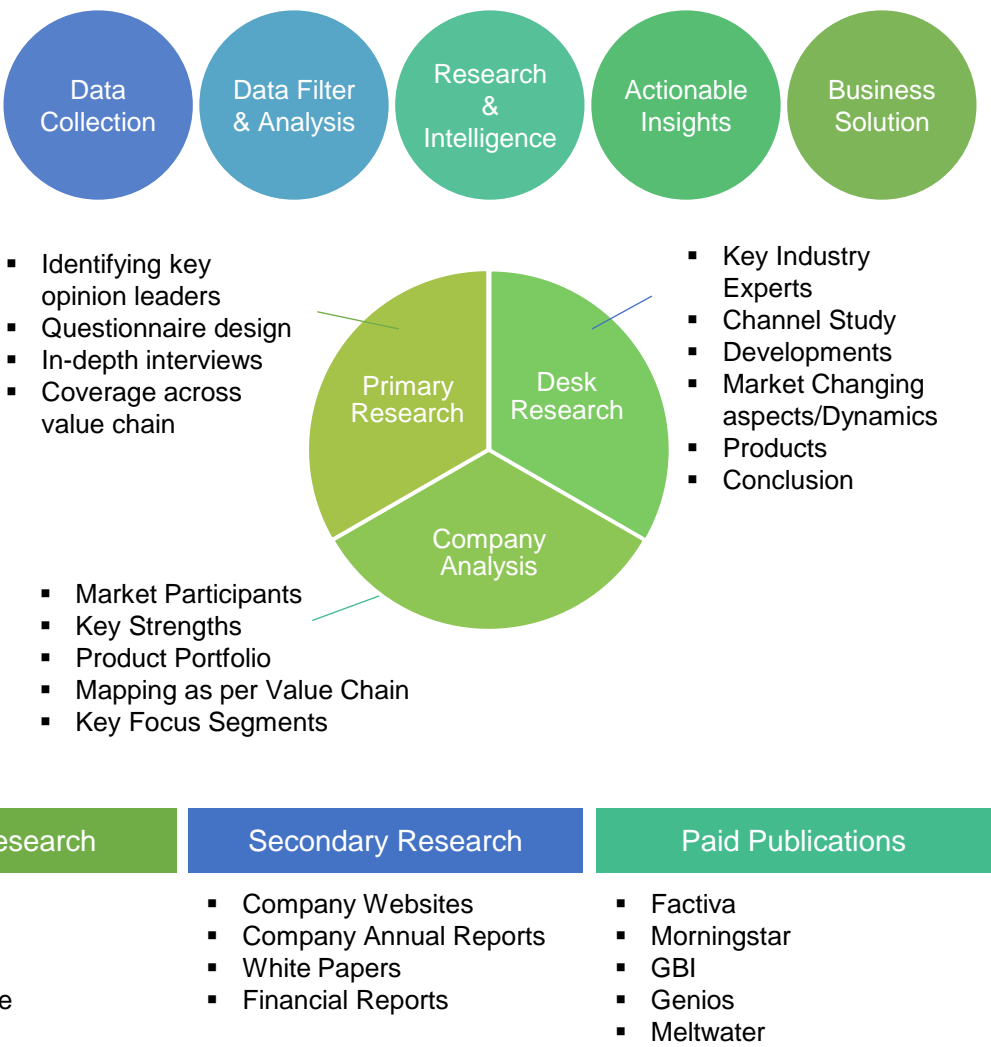 Data
Collection
Data Filter
& Analysis
Research
&
Intelligence
Actionable
Insights
Business
Solution
▪ Identifying key
opinion leaders
▪ Questionnaire design
▪ In-depth interviews
▪ Coverage across
value chain
Primary
Research
Desk
Research
Company
Analysis
▪ Key Industry
Experts
▪ Channel Study
▪ Developments
▪ Market Changing
aspects/Dynamics
▪ Products
▪ Conclusion
▪ Market Participants
▪ Key Strengths
▪ Product Portfolio
▪ Mapping as per Value Chain
▪ Key Focus Segments
Secondary Research
▪ Company Websites
▪ Company Annual Reports
▪ White Papers
▪ Financial Reports
Paid Publications
▪ Factiva
▪ Morningstar
▪ GBI
▪ Genios
▪ Meltwater